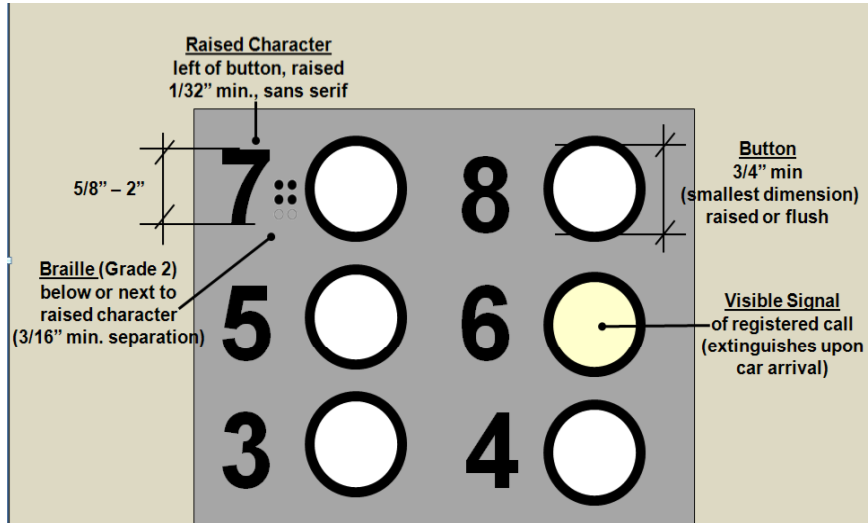 Raised Character
left of button, raised
1/32” min., sans serif
5/8” – 2”
7
8
Button
3/4” min
(smallest dimension)
raised or flush
Braille (Grade 2)
below or next to
raised character
(3/16” min. separation)
5
6
Visible Signal
of registered call
(extinguishes upon
car arrival)
3
4